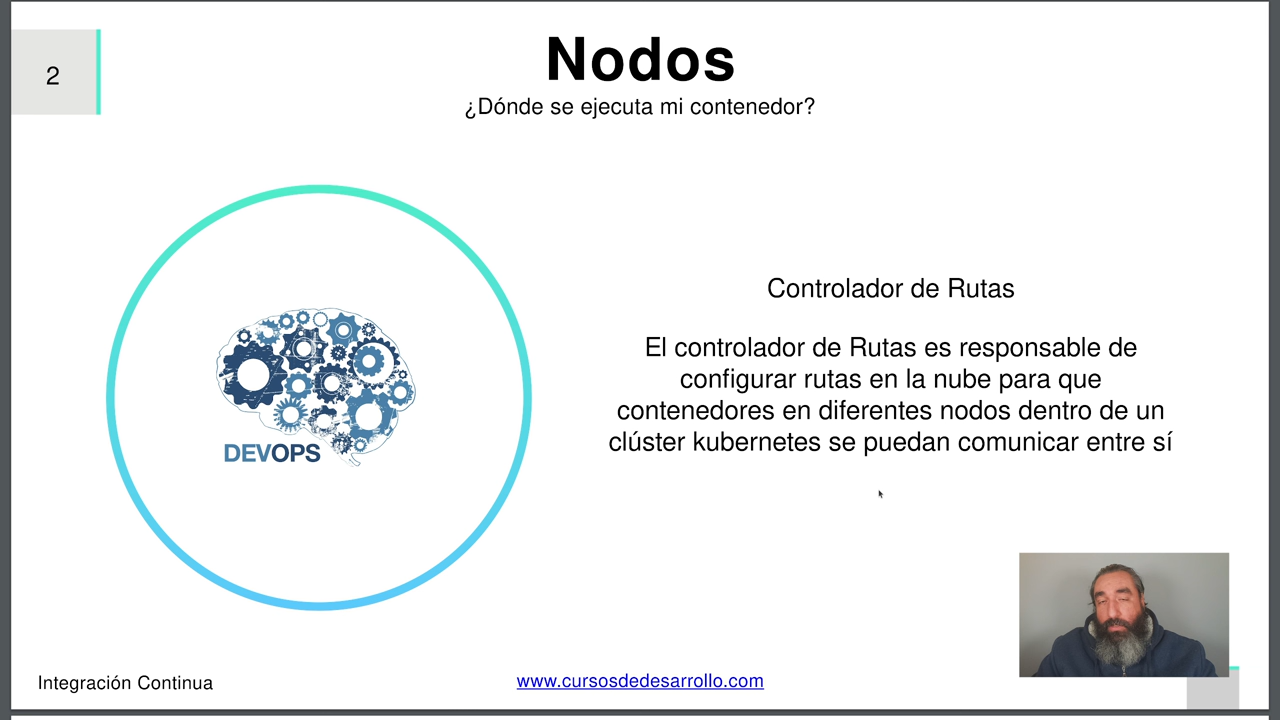 2
Nodos
¿Dónde se ejecuta mi contenedor?
Controlador de Rutas
El controlador de Rutas es responsable de
configurar rutas en la nube para que
contenedores en diferentes nodos dentro de un
clúster kubernetes se puedan comunicar entre sí
DEVOPS
Integración Continua
www.cursosdedesarrollo.com